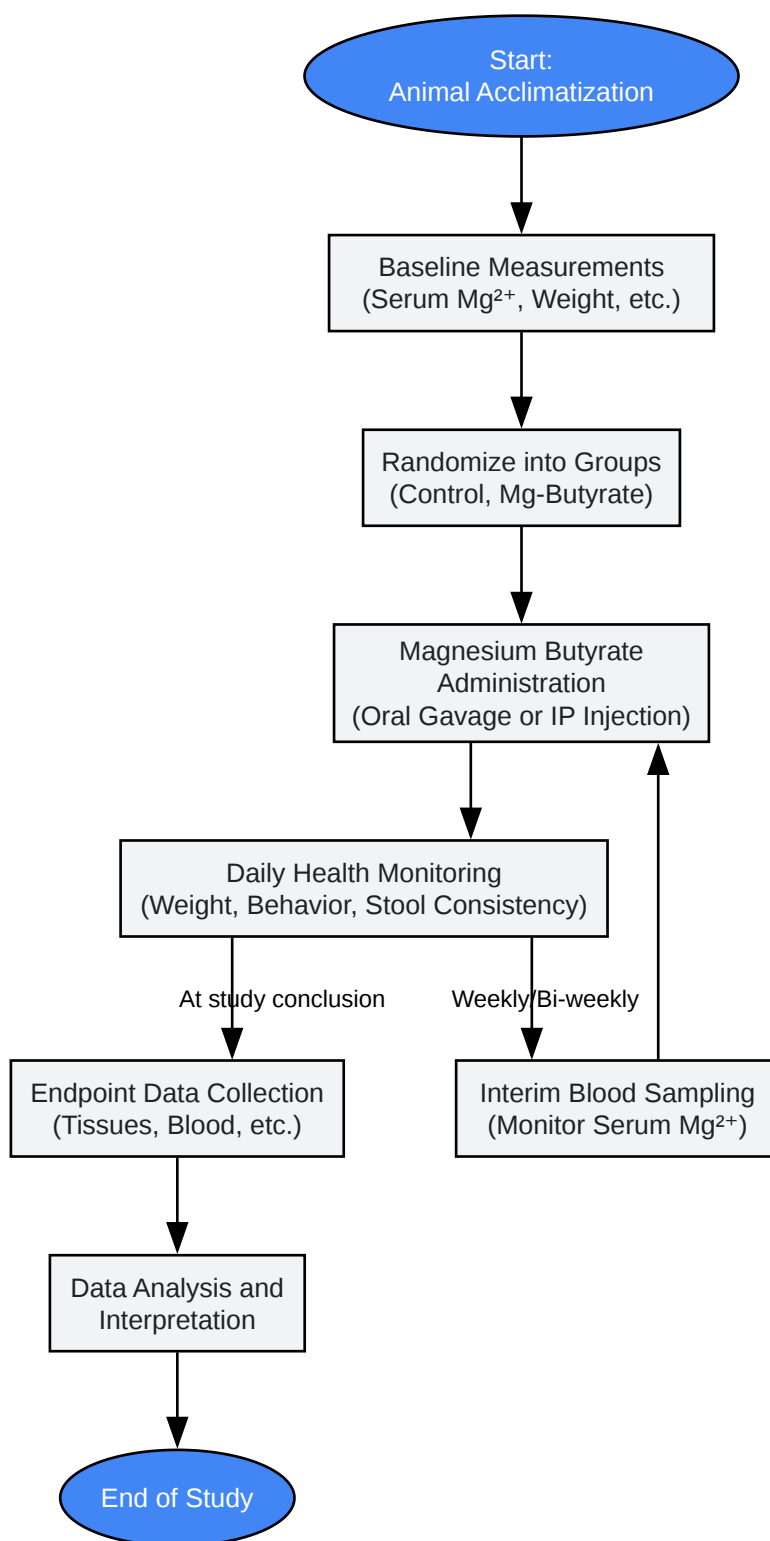 Start:
Animal Acclimatization
Baseline Measurements
(Serum Mg²⁺, Weight, etc.)
Randomize into Groups
(Control, Mg-Butyrate)
Magnesium Butyrate
Administration
(Oral Gavage or IP Injection)
Daily Health Monitoring
(Weight, Behavior, Stool Consistency)
At study conclusion
Weekly/Bi-weekly
Endpoint Data Collection
(Tissues, Blood, etc.)
Interim Blood Sampling
(Monitor Serum Mg²⁺)
Data Analysis and
Interpretation
End of Study